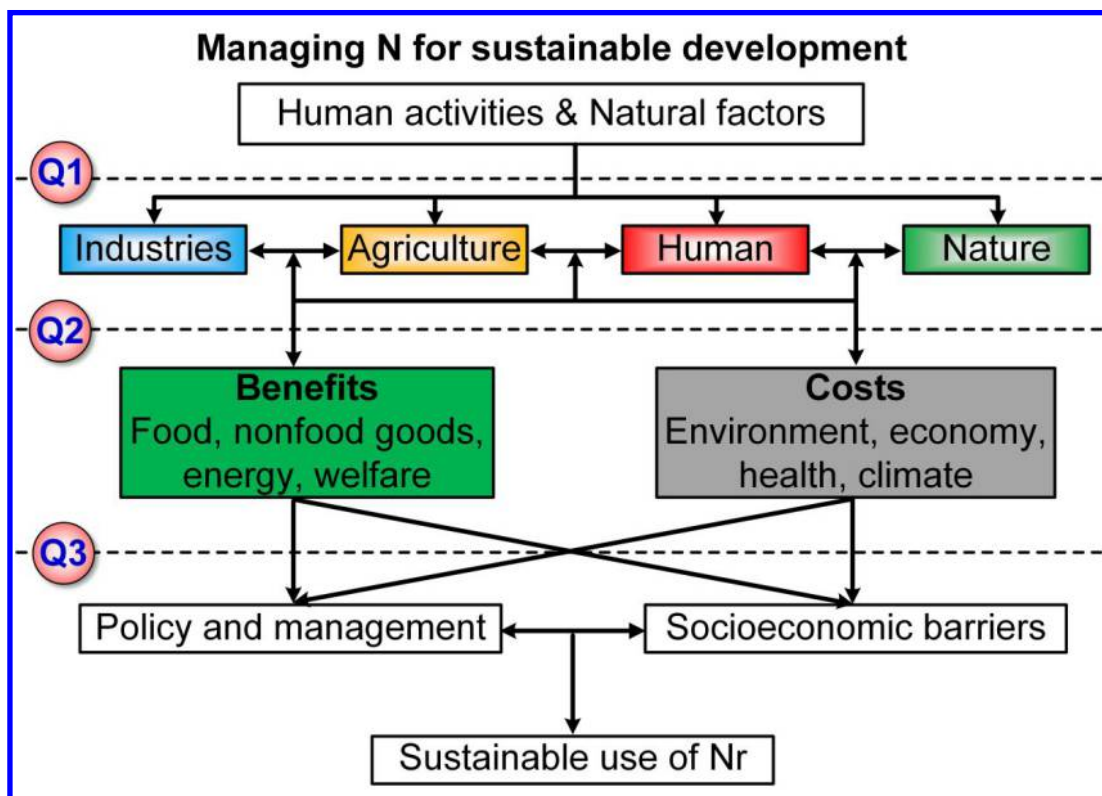 Managing N for sustainable development
Human activities & Natural factors
Q1
Industries
Agriculture
Human
Nature
Q2
Benefits
Food, nonfood goods,
energy, welfare
Costs
Environment, economy,
health, climate
Q3
Policy and management
Socioeconomic barriers
Sustainable use of Nr